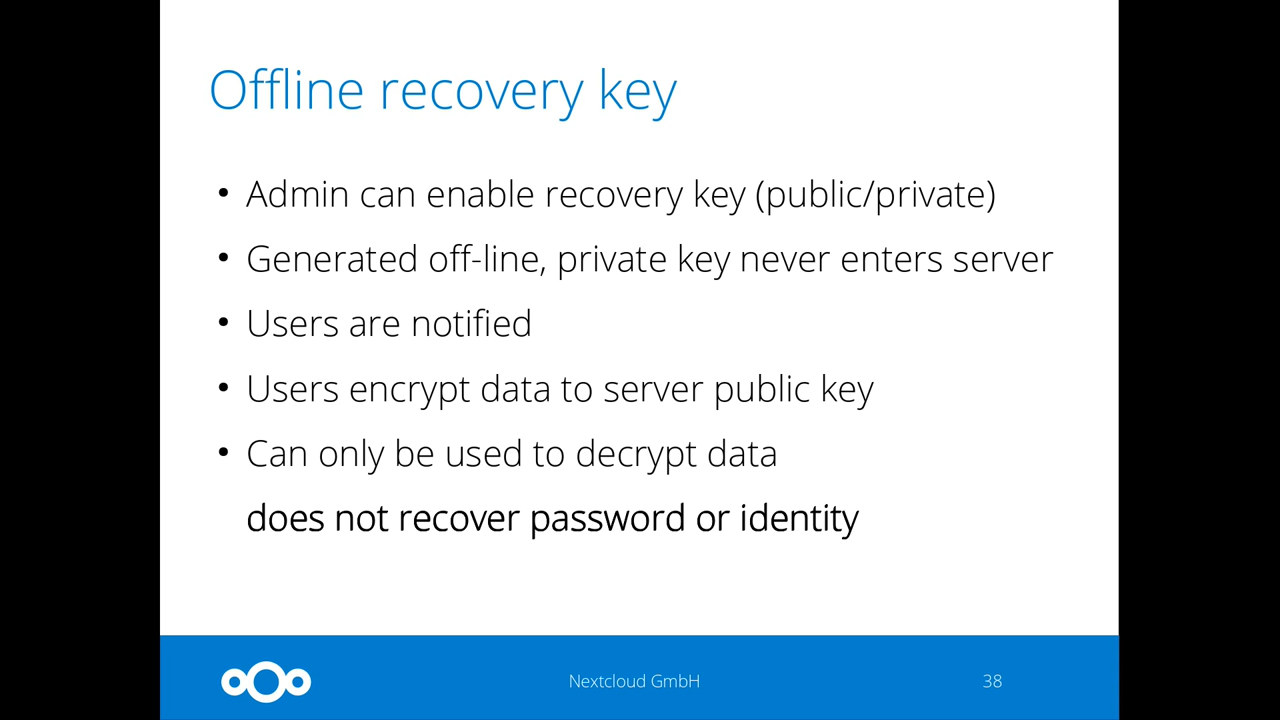 Offline recovery key
• Admin can enable recovery key (public/private)
• Generated off-line, private key never enters server
• Users are notified
• Users encrypt data to server public key
• Can only be used to decrypt data
does not recover password or identity
Nextcloud GmbH
38